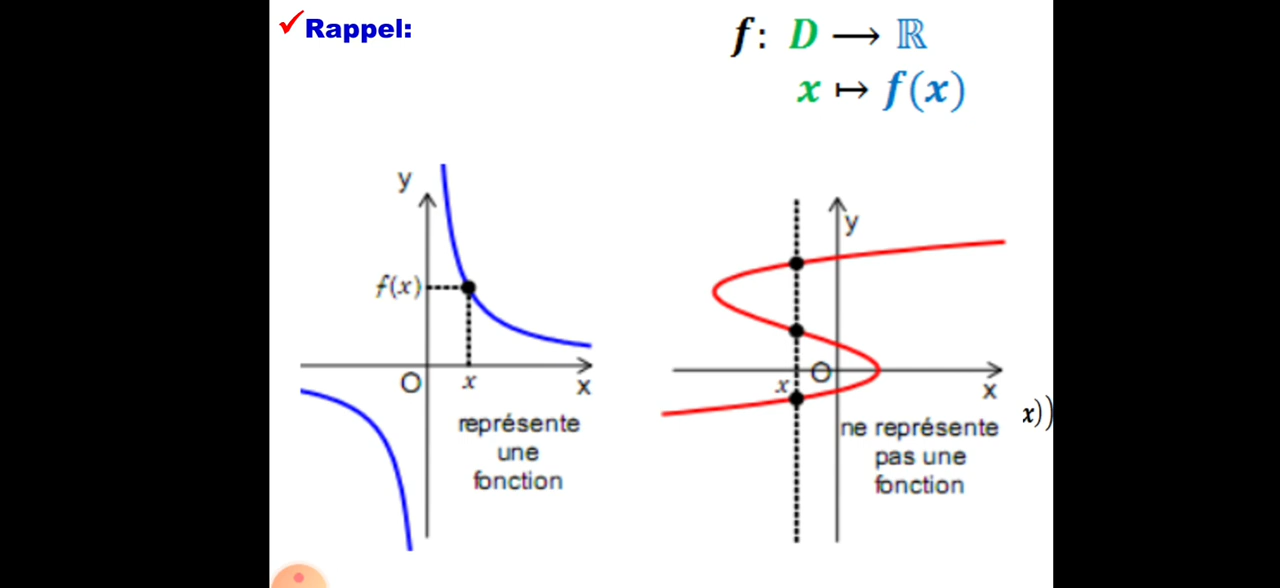 ✓Rappel:
f: D ⟶ ℝ
x ↦ f(x)
y
f(x)
O
x
x
représente
une
fonction
y
x
O
x
x))
ne représente
pas une
fonction